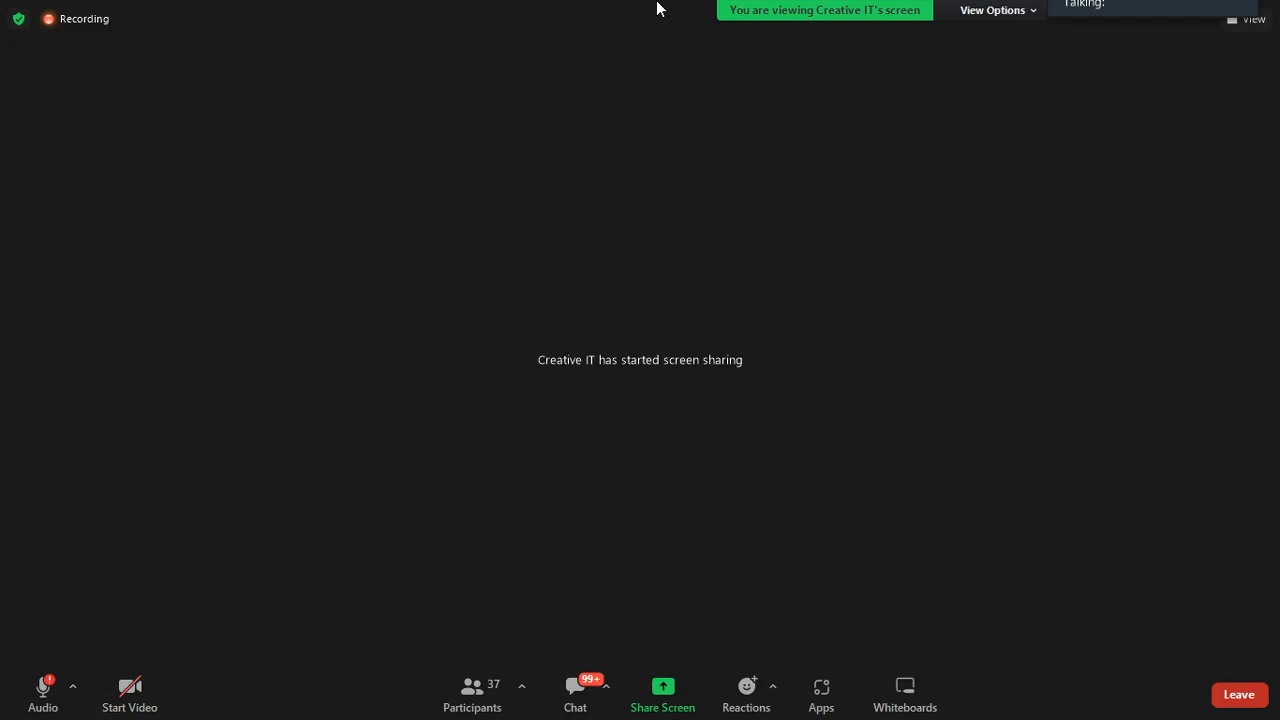 Recording
You are viewing Creative IT's screen
View Options
Talking:
View
Creative IT has started screen sharing
Audio
Start Video
Participants
37
Chat
99+
Share Screen
Reactions
Apps
Whiteboards
Leave